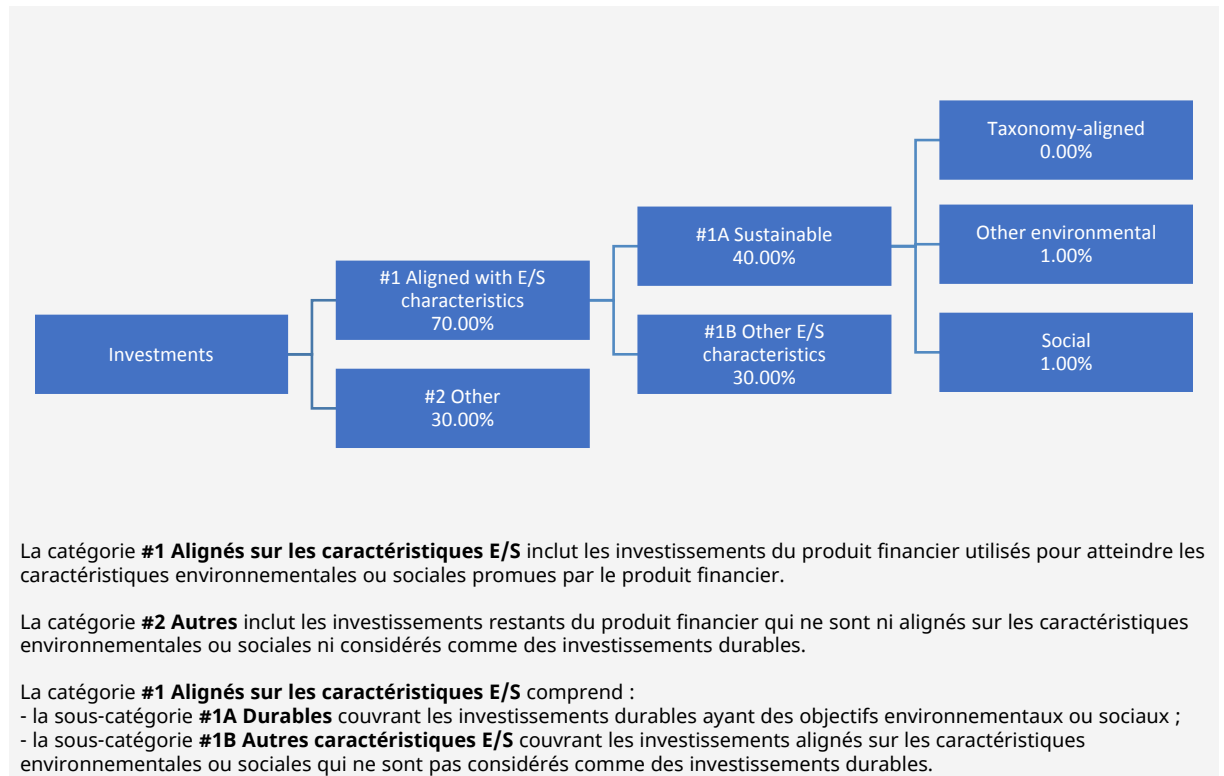 Investments
#1 Aligned with E/S
characteristics
70.00%
#2 Other
30.00%
#1A Sustainable
40.00%
#1B Other E/S
characteristics
30.00%
Taxonomy-aligned
0.00%
Other environmental
1.00%
Social
1.00%
La catégorie #1 Alignés sur les caractéristiques E/S inclut les investissements du produit financier utilisés pour atteindre les
caractéristiques environnementales ou sociales promues par le produit financier.
La catégorie #2 Autres inclut les investissements restants du produit financier qui ne sont ni alignés sur les caractéristiques
environnementales ou sociales ni considérés comme des investissements durables.
La catégorie #1 Alignés sur les caractéristiques E/S comprend :
- la sous-catégorie #1A Durables couvrant les investissements durables ayant des objectifs environnementaux ou sociaux ;
- la sous-catégorie #1B Autres caractéristiques E/S couvrant les investissements alignés sur les caractéristiques
environnementales ou sociales qui ne sont pas considérés comme des investissements durables.